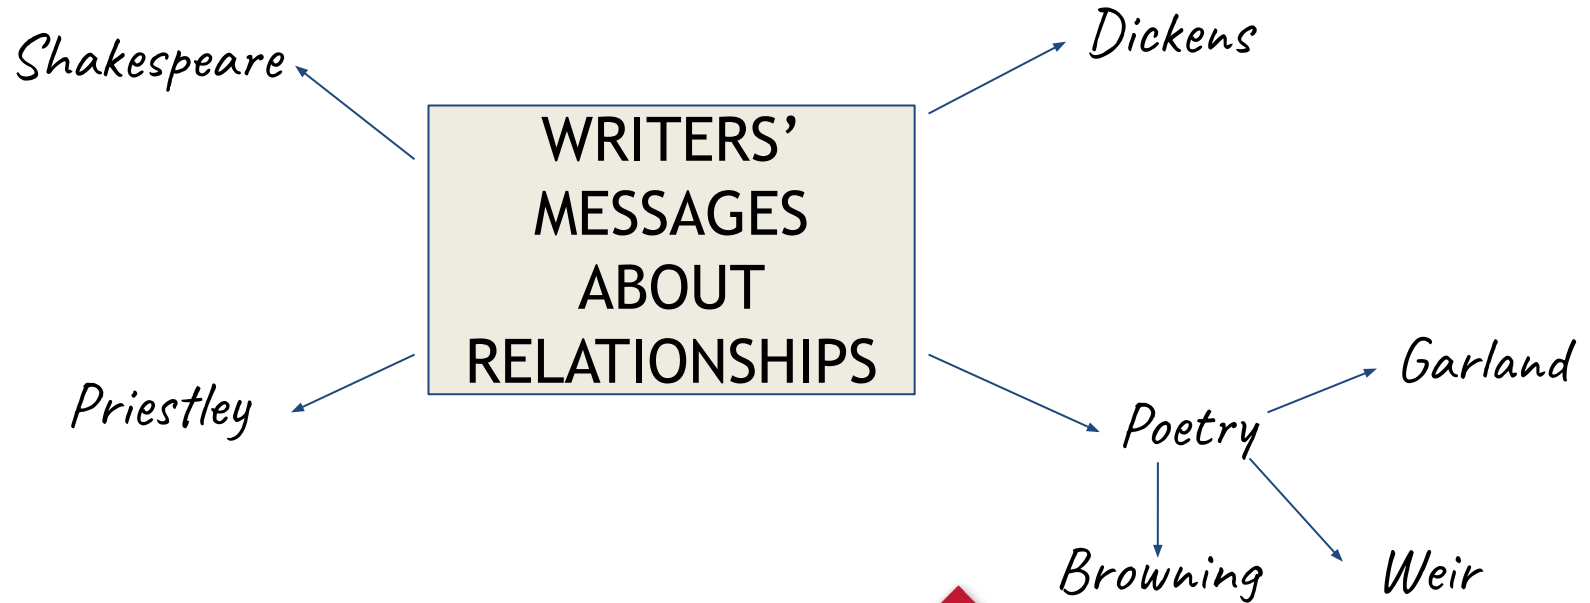 Shakespeare
Dickens
WRITERS’
MESSAGES
ABOUT
RELATIONSHIPS
Priestley
Poetry
Garland
Browning
Weir